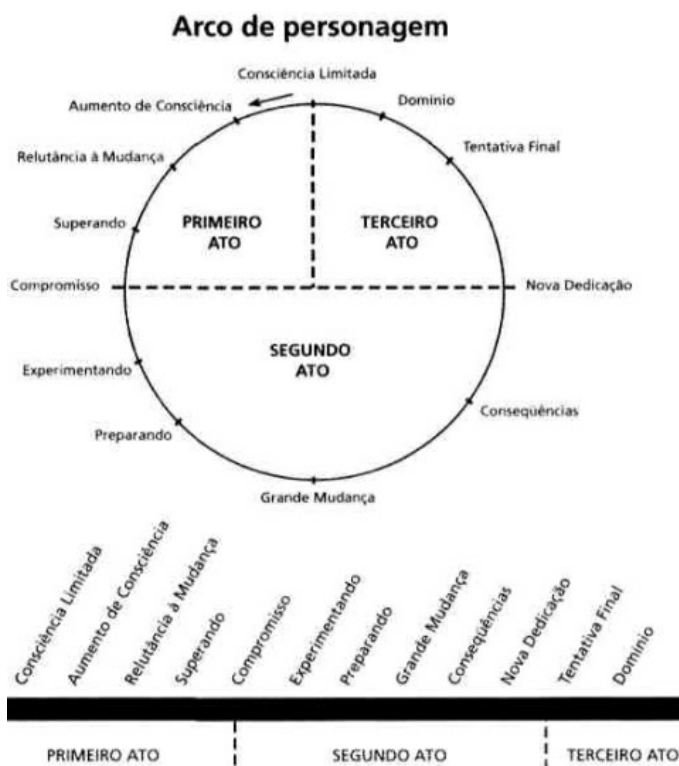 Arco de personagem
Consciência Limitada
Aumento de Consciência
Domínio
Relutância à Mudança
Tentativa Final
Superando
PRIMEIRO
ATO
TERCEIRO
ATO
Compromisso
Nova Dedicação
SEGUNDO
ATO
Experimentando
Conseqüências
Preparando
Grande Mudança
Consciência Limitada
Aumento de Consciência
Relutância à Mudança
Superando
Compromisso
Experimentando
Preparando
Grande Mudança
Conseqüências
Nova Dedicação
Tentativa Final
Domínio
PRIMEIRO ATO
SEGUNDO ATO
TERCEIRO ATO